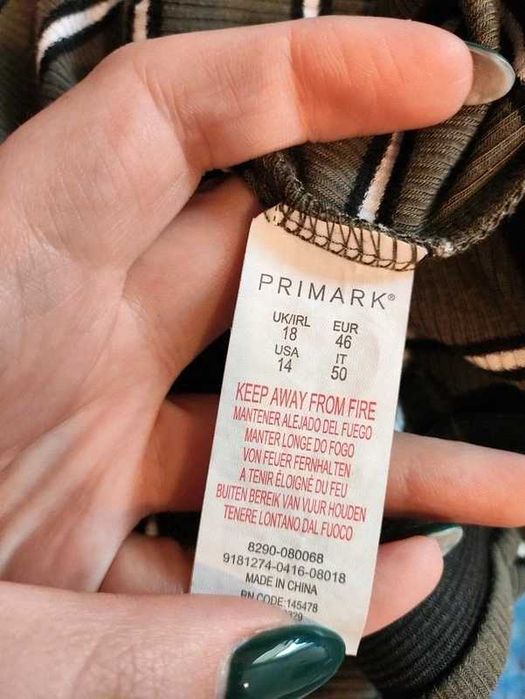 PRIMARK®
UK/IRL EUR
18 46
USA IT
14 50
KEEP AWAY FROM FIRE
MANTENER ALEJADO DEL FUEGO
MANTER LONGE DO FOGO
VON FEUER FERNHALTEN
A TENIR ÉLOIGNÉ DU FEU
BUITEN BEREIK VAN VUUR HOUDEN
TENERE LONTANO DAL FUOCO
8290-080068
9181274-0416-08018
MADE IN CHINA
RN CODE:145478